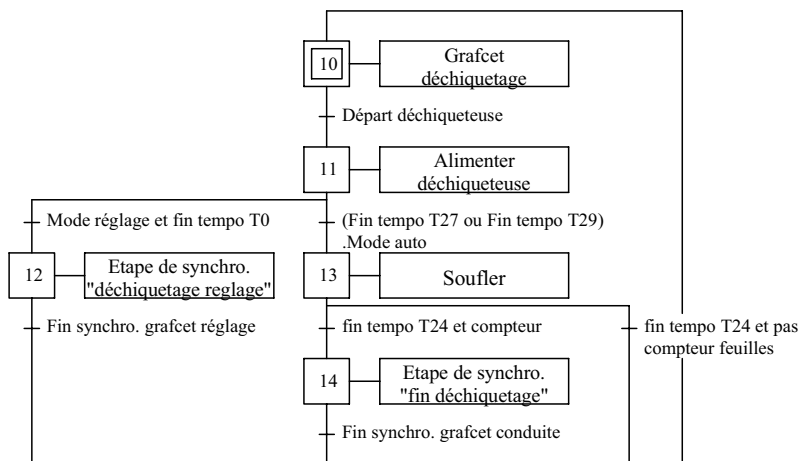 10
Grafcet
déchiquetage
Départ déchiqueteuse
11
Alimenter
déchiqueteuse
Mode réglage et fin tempo T0
(Fin tempo T27 ou Fin tempo T29)
.Mode auto
12
Etape de synchro.
"déchiquetage reglage"
13
Soufler
Fin synchro. grafcet réglage
fin tempo T24 et compteur
fin tempo T24 et pas
compteur feuilles
14
Etape de synchro.
"fin déchiquetage"
Fin synchro. grafcet conduite